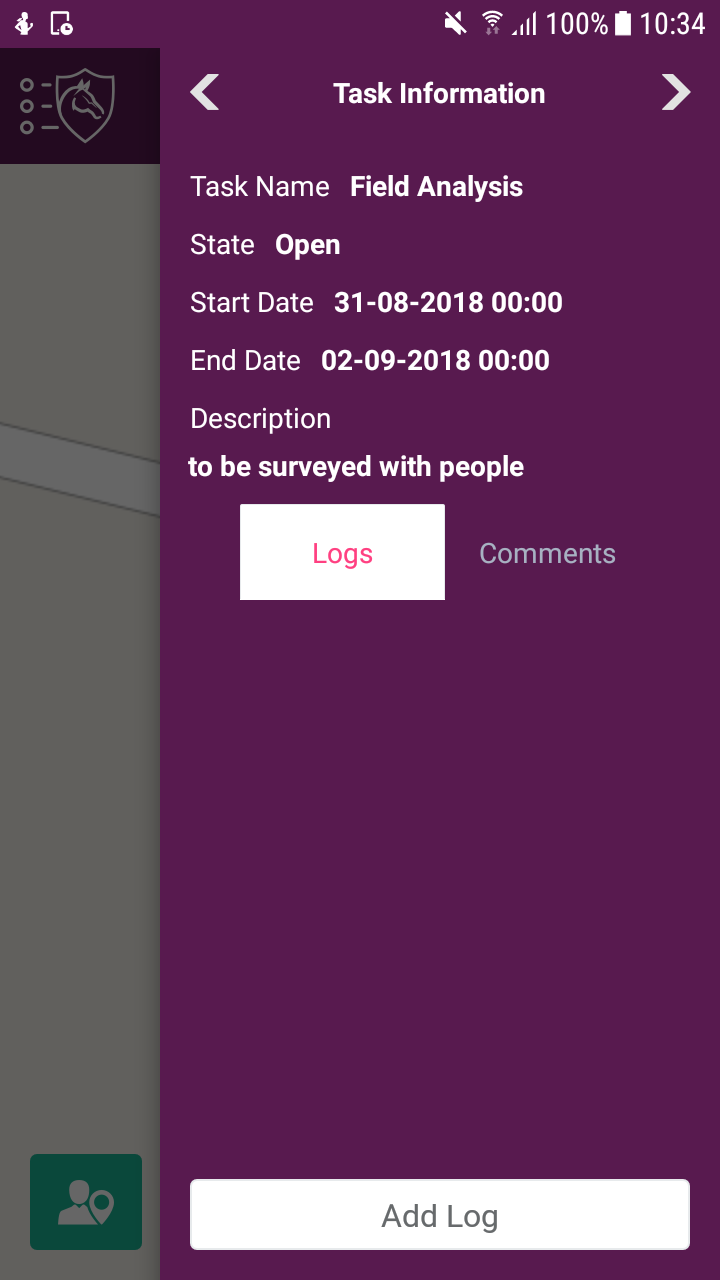 100% 10:34
Task Information
Task Name Field Analysis
State Open
Start Date 31-08-2018 00:00
End Date 02-09-2018 00:00
Description
to be surveyed with people
Logs Comments
Add Log